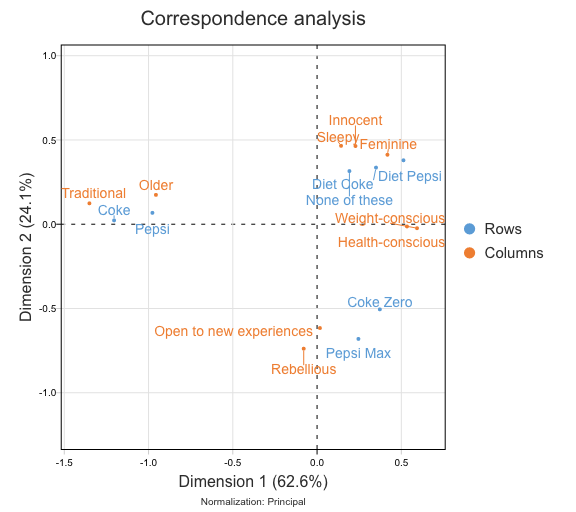 Correspondence analysis
1.0
Innocent
0.5
Sleepy
Feminine
Diet Pepsi
Diet Coke
Older
Traditional
None of these
Coke
Weight-conscious
Rows
0.0
Pepsi
Health-conscious
Columns
Dimension 2 (24.1%)
Coke Zero
-0.5
Open to new experiences
Pepsi Max
Rebellious
-1.0
-1.5 -1.0 -0.5 0.0 0.5
Dimension 1 (62.6%)
Normalization: Principal